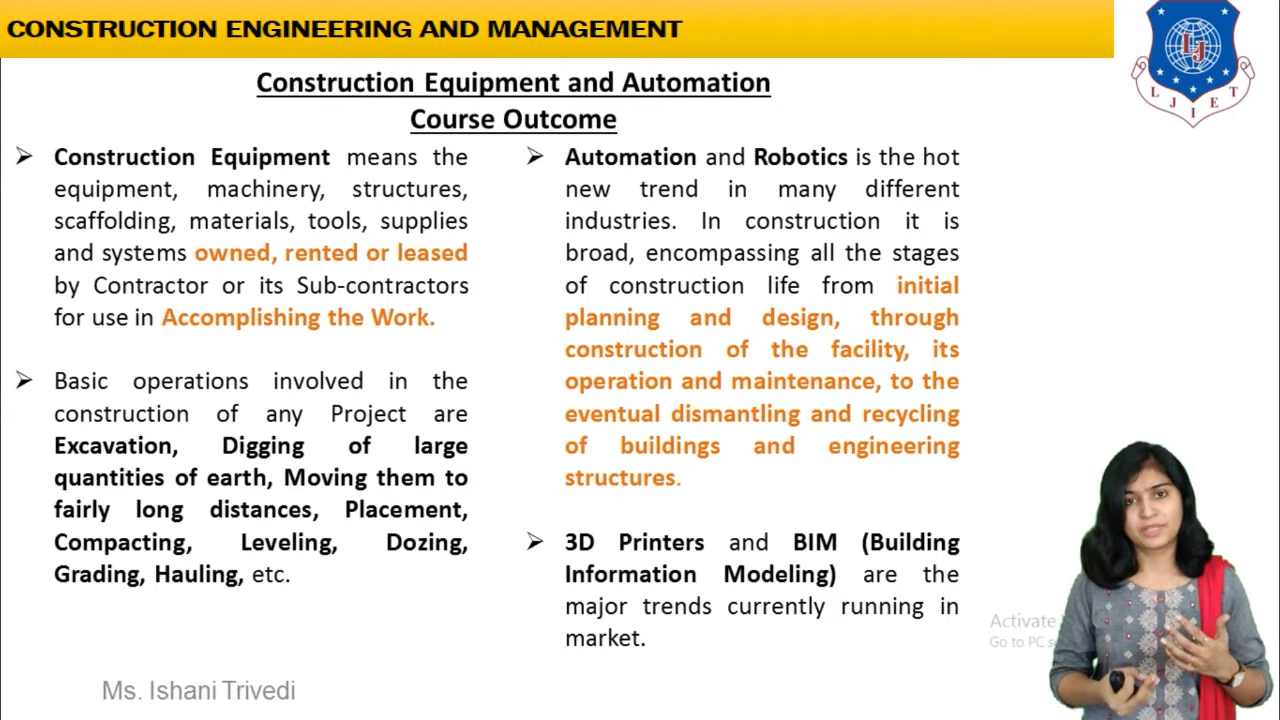 CONSTRUCTION ENGINEERING AND MANAGEMENT
LJ
L J I E T
Construction Equipment and Automation
Course Outcome
Construction Equipment means the
equipment, machinery, structures,
scaffolding, materials, tools, supplies
and systems owned, rented or leased
by Contractor or its Sub-contractors
for use in Accomplishing the Work.
Basic operations involved in the
construction of any Project are
Excavation, Digging of large
quantities of earth, Moving them to
fairly long distances, Placement,
Compacting, Leveling, Dozing,
Grading, Hauling, etc.
Automation and Robotics is the hot
new trend in many different
industries. In construction it is
broad, encompassing all the stages
of construction life from initial
planning and design, through
construction of the facility, its
operation and maintenance, to the
eventual dismantling and recycling
of buildings and engineering
structures.
3D Printers and BIM (Building
Information Modeling) are the
major trends currently running in
market.
Activate
Go to PC
Ms. Ishani Trivedi